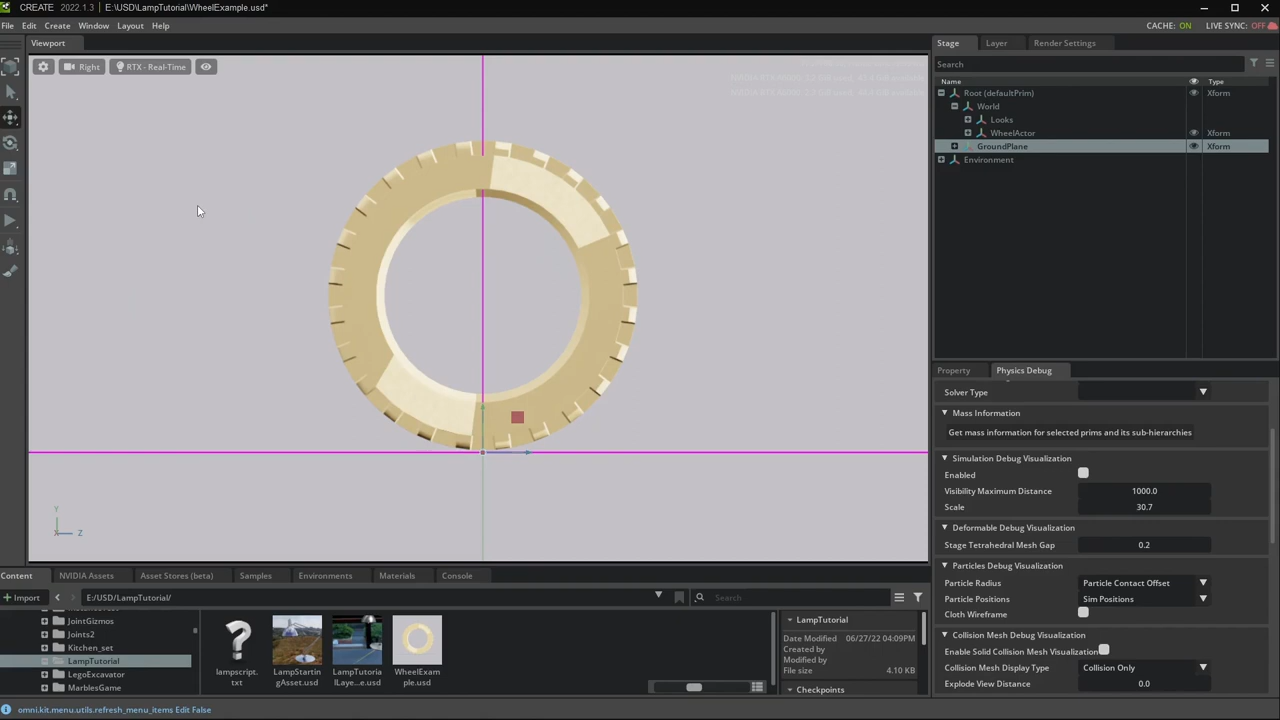 CREATE 2022.1.3 | E:\USD\LampTutorial\WheelExample.usd*
File Edit Create Window Layout Help
CACHE: ON LIVE SYNC: OFF
Viewport
Right RTX - Real-Time
Y
X Z
Stage Layer Render Settings
Search
Name Type
Root (defaultPrim) Xform
World
Looks
WheelActor Xform
GroundPlane Xform
Environment
Property Physics Debug
Solver Type
Mass Information
Get mass information for selected prims and its sub-hierarchies
Simulation Debug Visualization
Enabled
Visibility Maximum Distance 1000.0
Scale 30.7
Deformable Debug Visualization
Stage Tetrahedral Mesh Gap 0.2
Particles Debug Visualization
Particle Radius Particle Contact Offset
Particle Positions Sim Positions
Cloth Wireframe
Collision Mesh Debug Visualization
Enable Solid Collision Mesh Visualization
Collision Mesh Display Type Collision Only
Explode View Distance 0.0
Content NVIDIA Assets Asset Stores (beta) Samples Environments Materials Console
Import E:/USD/LampTutorial/ Search
JointGizmos
Joints2
Kitchen_set
LampTutorial
LegoExcavator
MarblesGame
lampscript.
txt
LampStarting
Asset.usd
LampTutor
ialLaye...e.usd
WheelExa
mple.usd
LampTutorial
Date Modified 06/27/22 04:09PM
Created by
Modified by
File size 4.10 KB
Checkpoints
omni.kit.menu.utils.refresh_menu_items Edit False